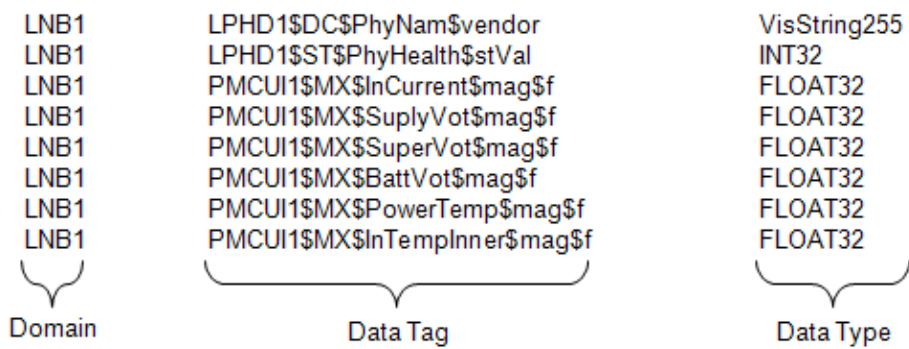 LNB1 LPHD1$DC$PhyNam$vendor VisString255
LNB1 LPHD1$ST$PhyHealth$stVal INT32
LNB1 PMCUI1$MX$InCurrent$mag$f FLOAT32
LNB1 PMCUI1$MX$SuplyVot$mag$f FLOAT32
LNB1 PMCUI1$MX$SuperVot$mag$f FLOAT32
LNB1 PMCUI1$MX$BattVot$mag$f FLOAT32
LNB1 PMCUI1$MX$PowerTemp$mag$f FLOAT32
LNB1 PMCUI1$MX$InTempInner$mag$f FLOAT32
Domain Data Tag Data Type